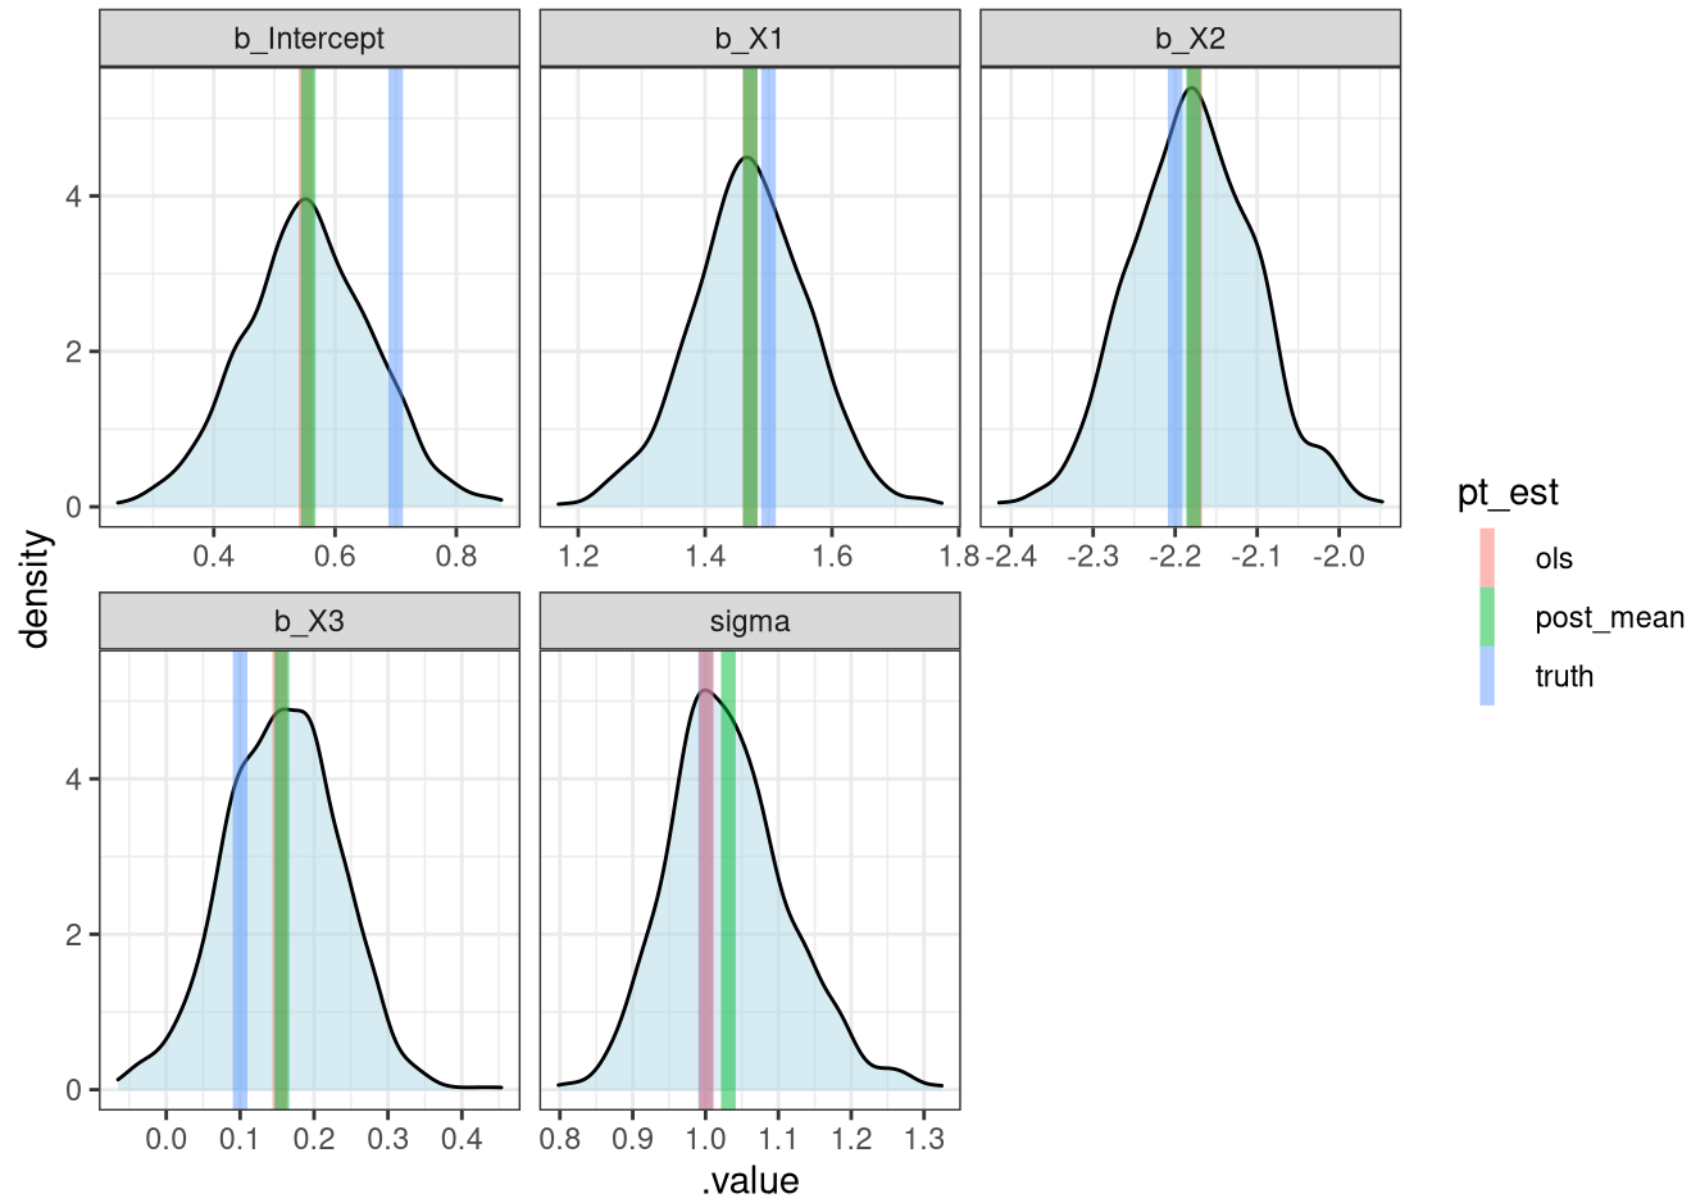 b_Intercept
b_X1
b_X2
4
2
0
0.4 0.6 0.8
1.2 1.4 1.6 1.8
-2.4 -2.3 -2.2 -2.1 -2.0
density
b_X3
sigma
4
2
0
0.0 0.1 0.2 0.3 0.4
0.8 0.9 1.0 1.1 1.2 1.3
.value
pt_est
ols
post_mean
truth